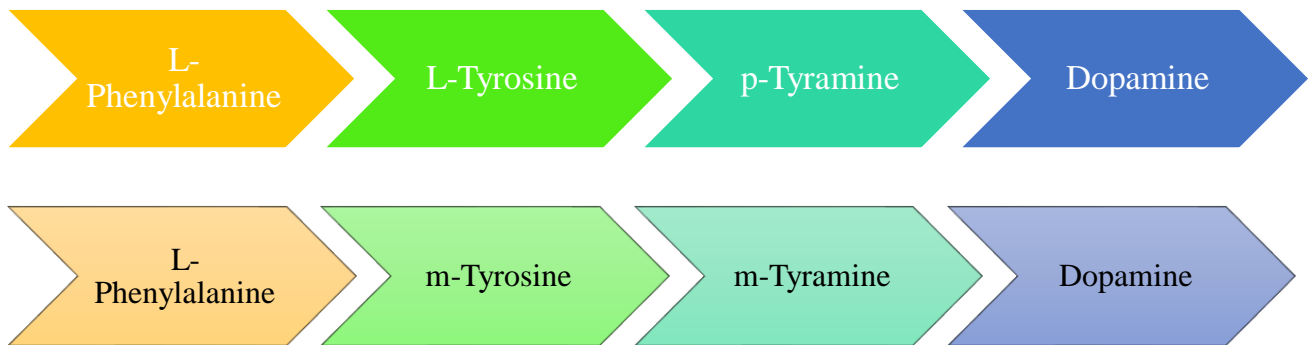 L-
Phenylalanine
L-Tyrosine
p-Tyramine
Dopamine
L-
Phenylalanine
m-Tyrosine
m-Tyramine
Dopamine